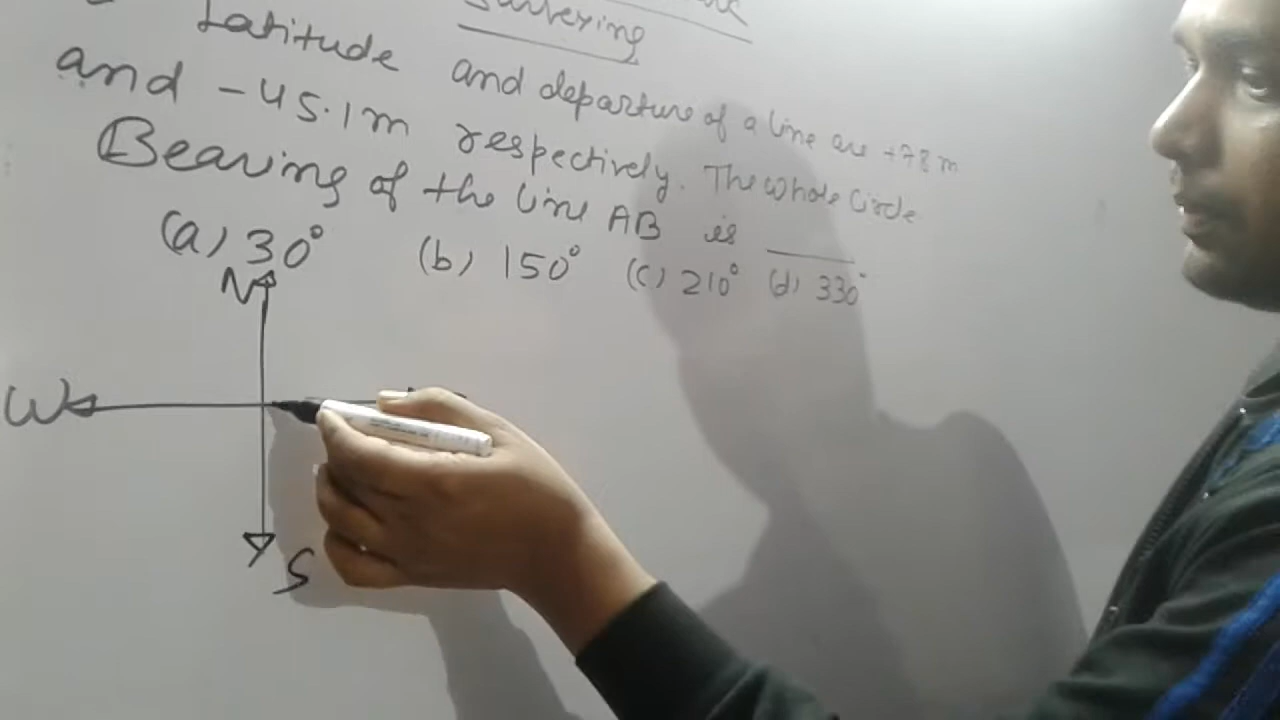 Surveying
Latitude and departure of a line are +78 m
and -45.1m respectively. The whole Circle
Bearing of the line AB is ____
(a) 30° (b) 150° (c) 210° (d) 330°
N
W
S